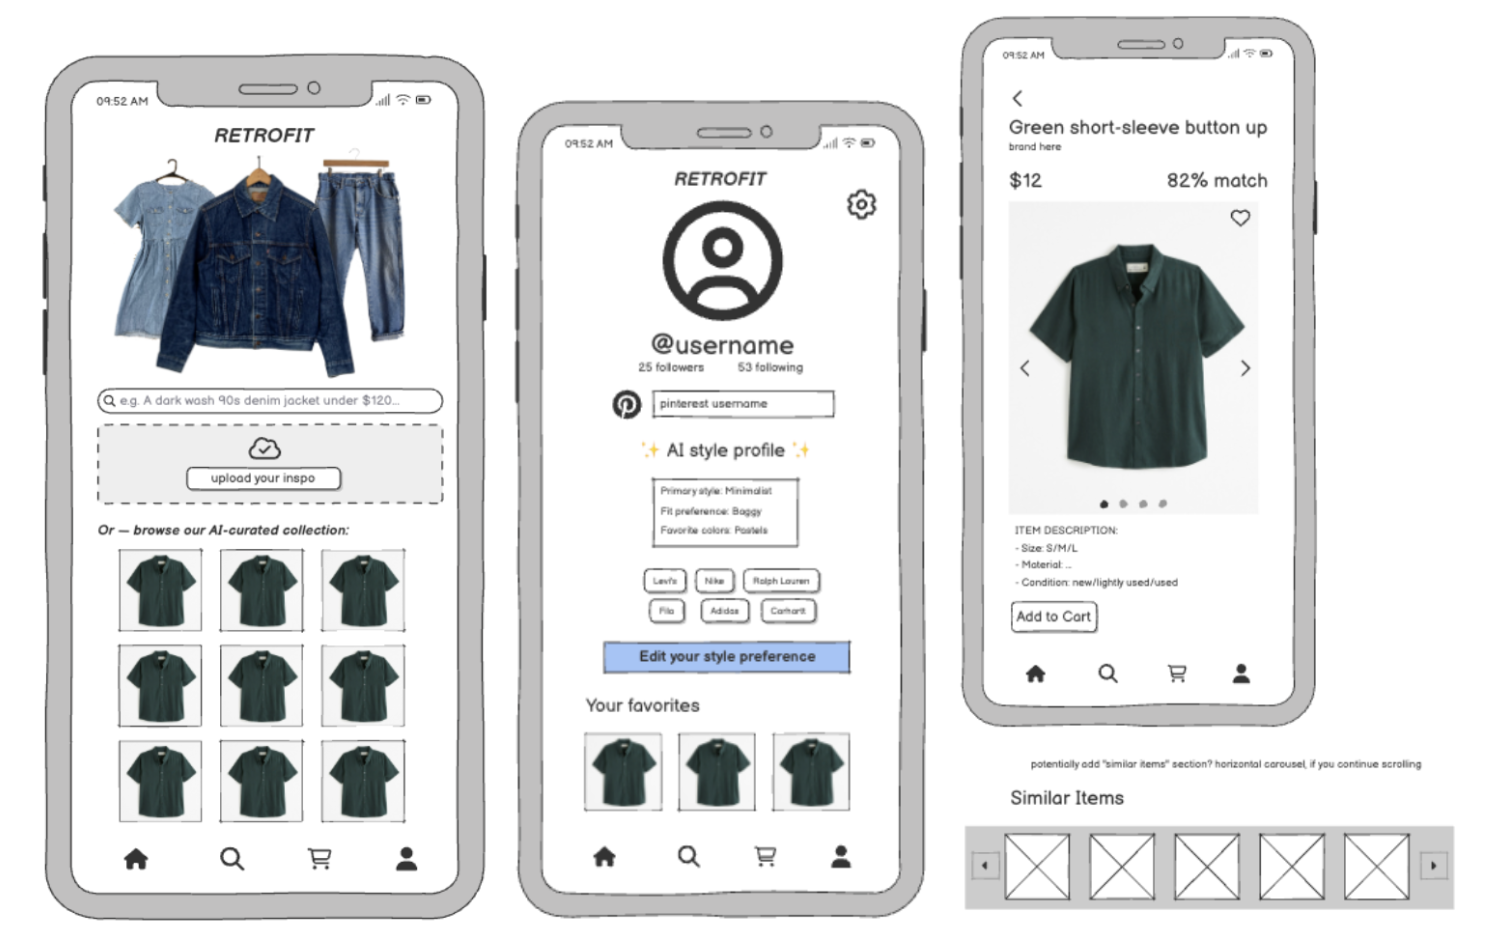 09:52 AM
RETROFIT
e.g. A dark wash 90s denim jacket under $120...
upload your inspo
Or — browse our AI-curated collection:
09:52 AM
RETROFIT
@username
25 followers 53 following
pinterest username
✨ AI style profile ✨
Primary style: Minimalist
Fit preference: Baggy
Favorite colors: Pastels
Levi's Nike Ralph Lauren
Fila Adidas Carhartt
Edit your style preference
Your favorites
09:52 AM
Green short-sleeve button up
brand here
$12 82% match
ITEM DESCRIPTION:
- Size: S/M/L
- Material: ...
- Condition: new/lightly used/used
Add to Cart
potentially add "similar items" section? horizontal carousel, if you continue scrolling
Similar Items